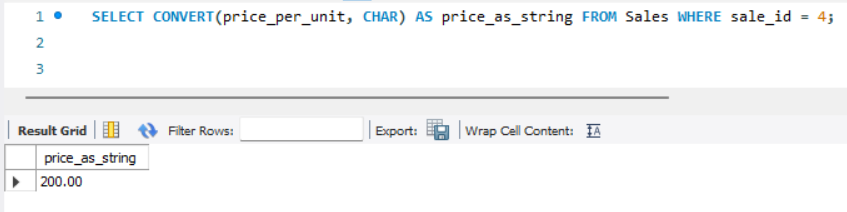 1 SELECT CONVERT(price_per_unit, CHAR) AS price_as_string FROM Sales WHERE sale_id = 4;
2
3
Result Grid Filter Rows: Export: Wrap Cell Content: IA
price_as_string
200.00